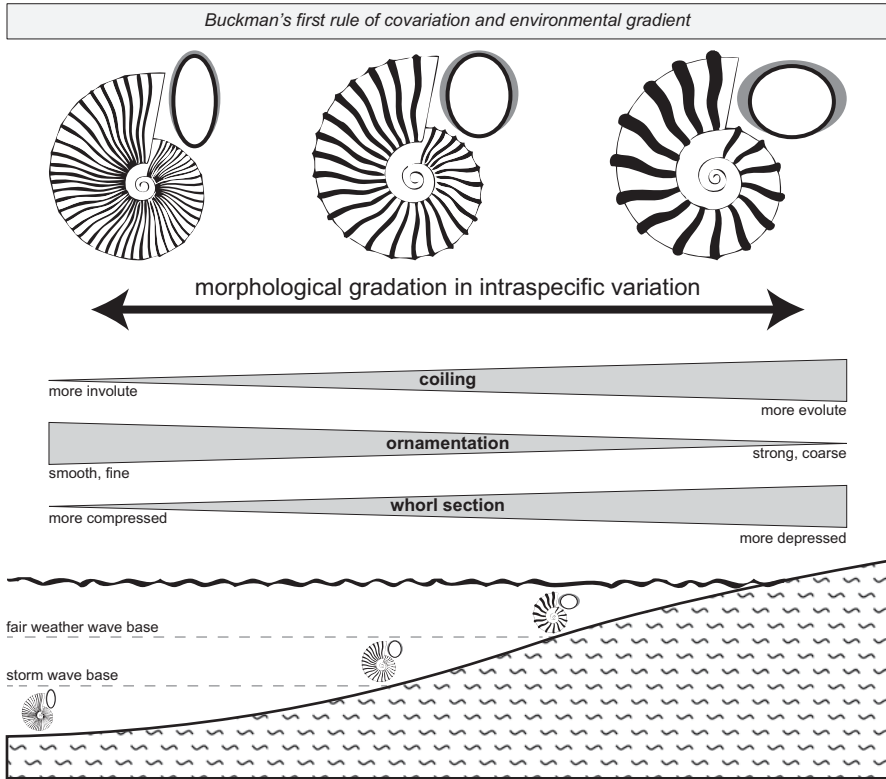 Buckman’s first rule of covariation and environmental gradient
morphological gradation in intraspecific variation
coiling
more involute
more evolute
ornamentation
smooth, fine
strong, coarse
whorl section
more compressed
more depressed
fair weather wave base
storm wave base